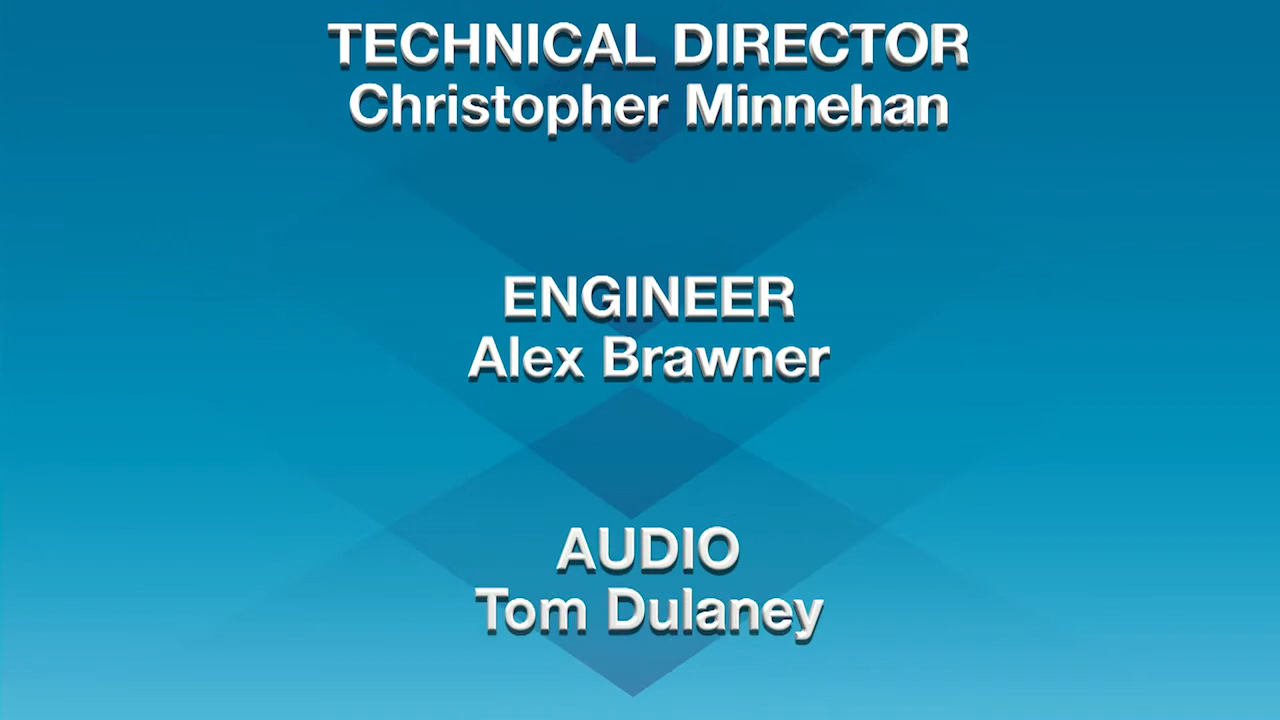 TECHNICAL DIRECTOR
Christopher Minnehan
ENGINEER
Alex Brawner
AUDIO
Tom Dulaney